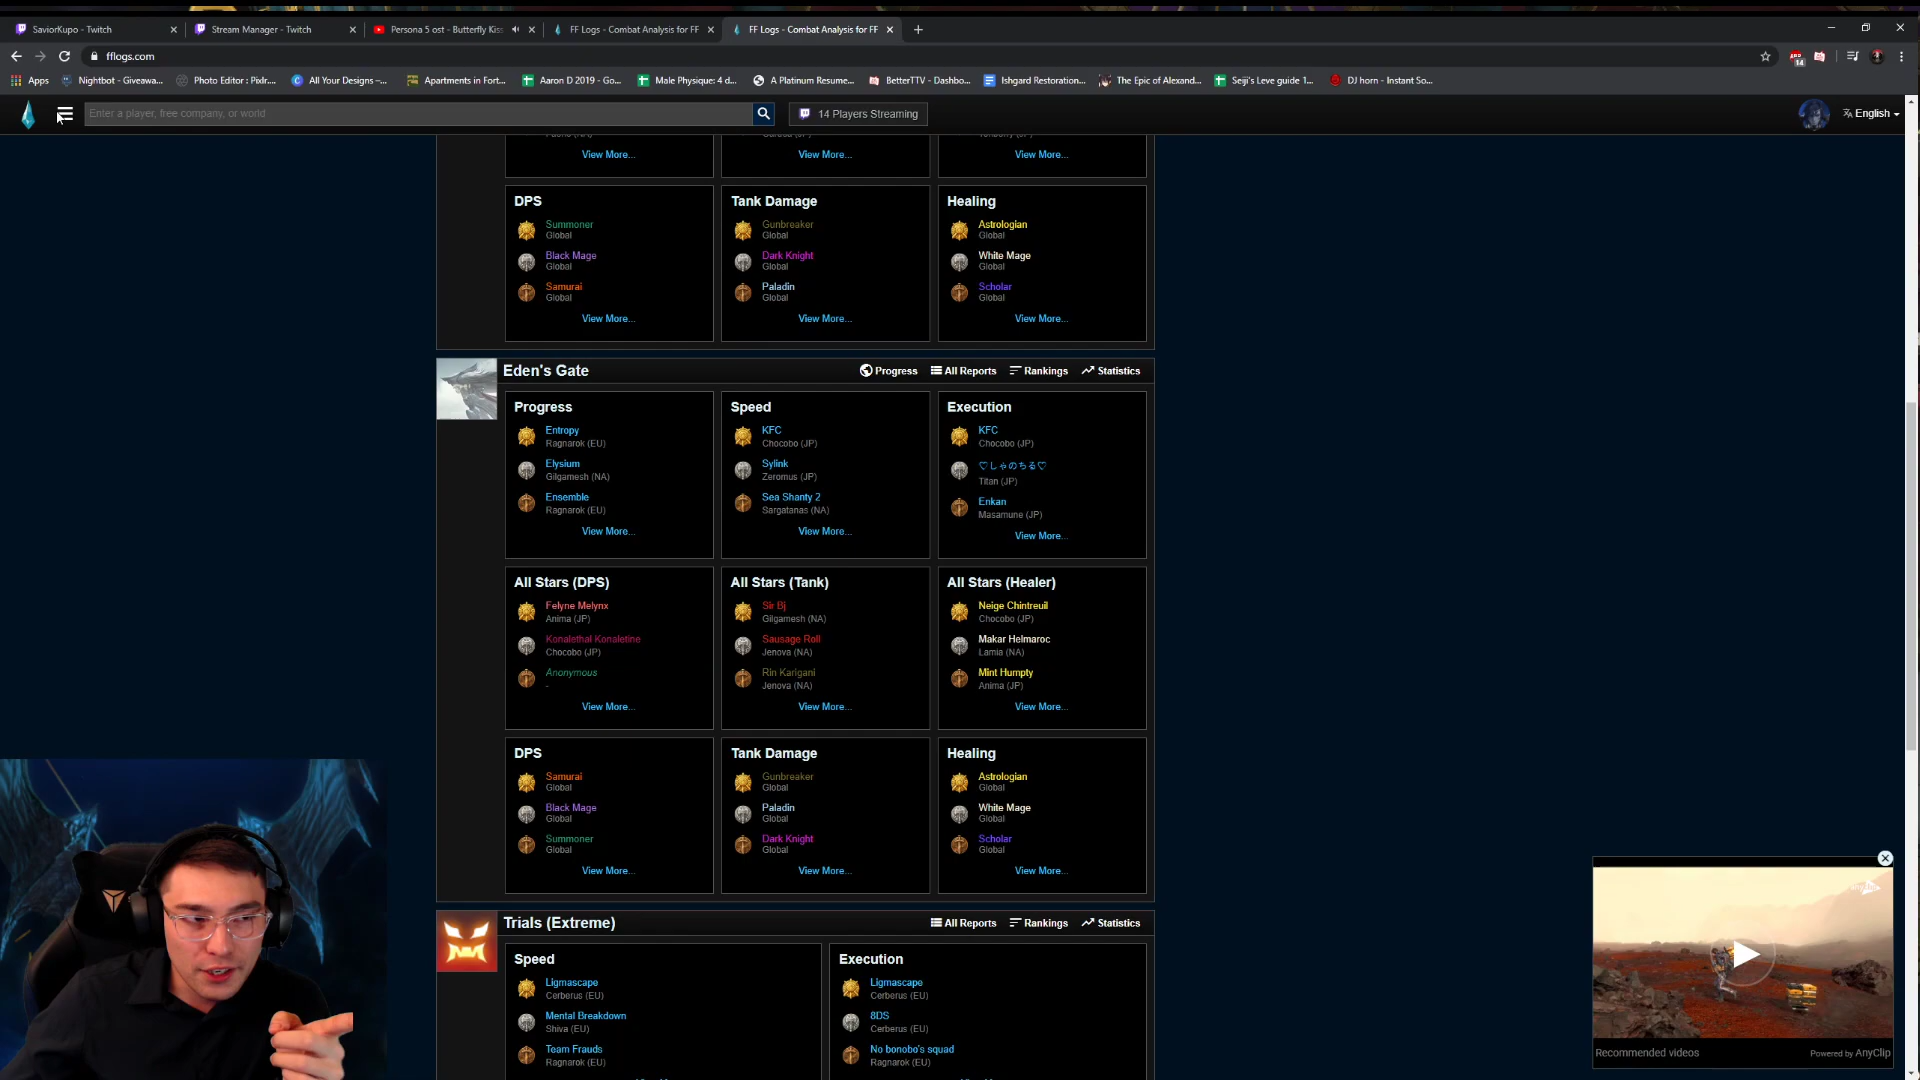 SaviorKupo - Twitch
Stream Manager - Twitch
Persona 5 ost - Butterfly Kiss
FF Logs - Combat Analysis for FF
FF Logs - Combat Analysis for FF
fflogs.com
14
Apps
Nightbot - Giveawa...
Photo Editor : Pixlr....
All Your Designs –...
Apartments in Fort...
Aaron D 2019 - Go...
Male Physique: 4 d...
A Platinum Resume...
BetterTTV - Dashbo...
Ishgard Restoration...
The Epic of Alexand...
Seiji's Leve guide 1...
DJ horn - Instant So...
Enter a player, free company, or world
14 Players Streaming
English
View More...
View More...
View More...
DPS
Summoner
Global
Black Mage
Global
Samurai
Global
View More...
Tank Damage
Gunbreaker
Global
Dark Knight
Global
Paladin
Global
View More...
Healing
Astrologian
Global
White Mage
Global
Scholar
Global
View More...
Eden's Gate
Progress
All Reports
Rankings
Statistics
Progress
Entropy
Ragnarok (EU)
Elysium
Gilgamesh (NA)
Ensemble
Ragnarok (EU)
View More...
Speed
KFC
Chocobo (JP)
Sylink
Zeromus (JP)
Sea Shanty 2
Sargatanas (NA)
View More...
Execution
KFC
Chocobo (JP)
♡しゃのちる♡
Titan (JP)
Enkan
Masamune (JP)
View More...
All Stars (DPS)
Felyne Melynx
Anima (JP)
Konalethal Konaletine
Chocobo (JP)
Anonymous
-
View More...
All Stars (Tank)
Sir Bj
Gilgamesh (NA)
Sausage Roll
Jenova (NA)
Rin Karigani
Jenova (NA)
View More...
All Stars (Healer)
Neige Chintreuil
Chocobo (JP)
Makar Helmaroc
Lamia (NA)
Mint Humpty
Anima (JP)
View More...
DPS
Samurai
Global
Black Mage
Global
Summoner
Global
View More...
Tank Damage
Gunbreaker
Global
Paladin
Global
Dark Knight
Global
View More...
Healing
Astrologian
Global
White Mage
Global
Scholar
Global
View More...
Trials (Extreme)
All Reports
Rankings
Statistics
Speed
Ligmascape
Cerberus (EU)
Mental Breakdown
Shiva (EU)
Team Frauds
Ragnarok (EU)
Execution
Ligmascape
Cerberus (EU)
8DS
Cerberus (EU)
No bonobo's squad
Ragnarok (EU)
Recommended videos
Powered by AnyClip